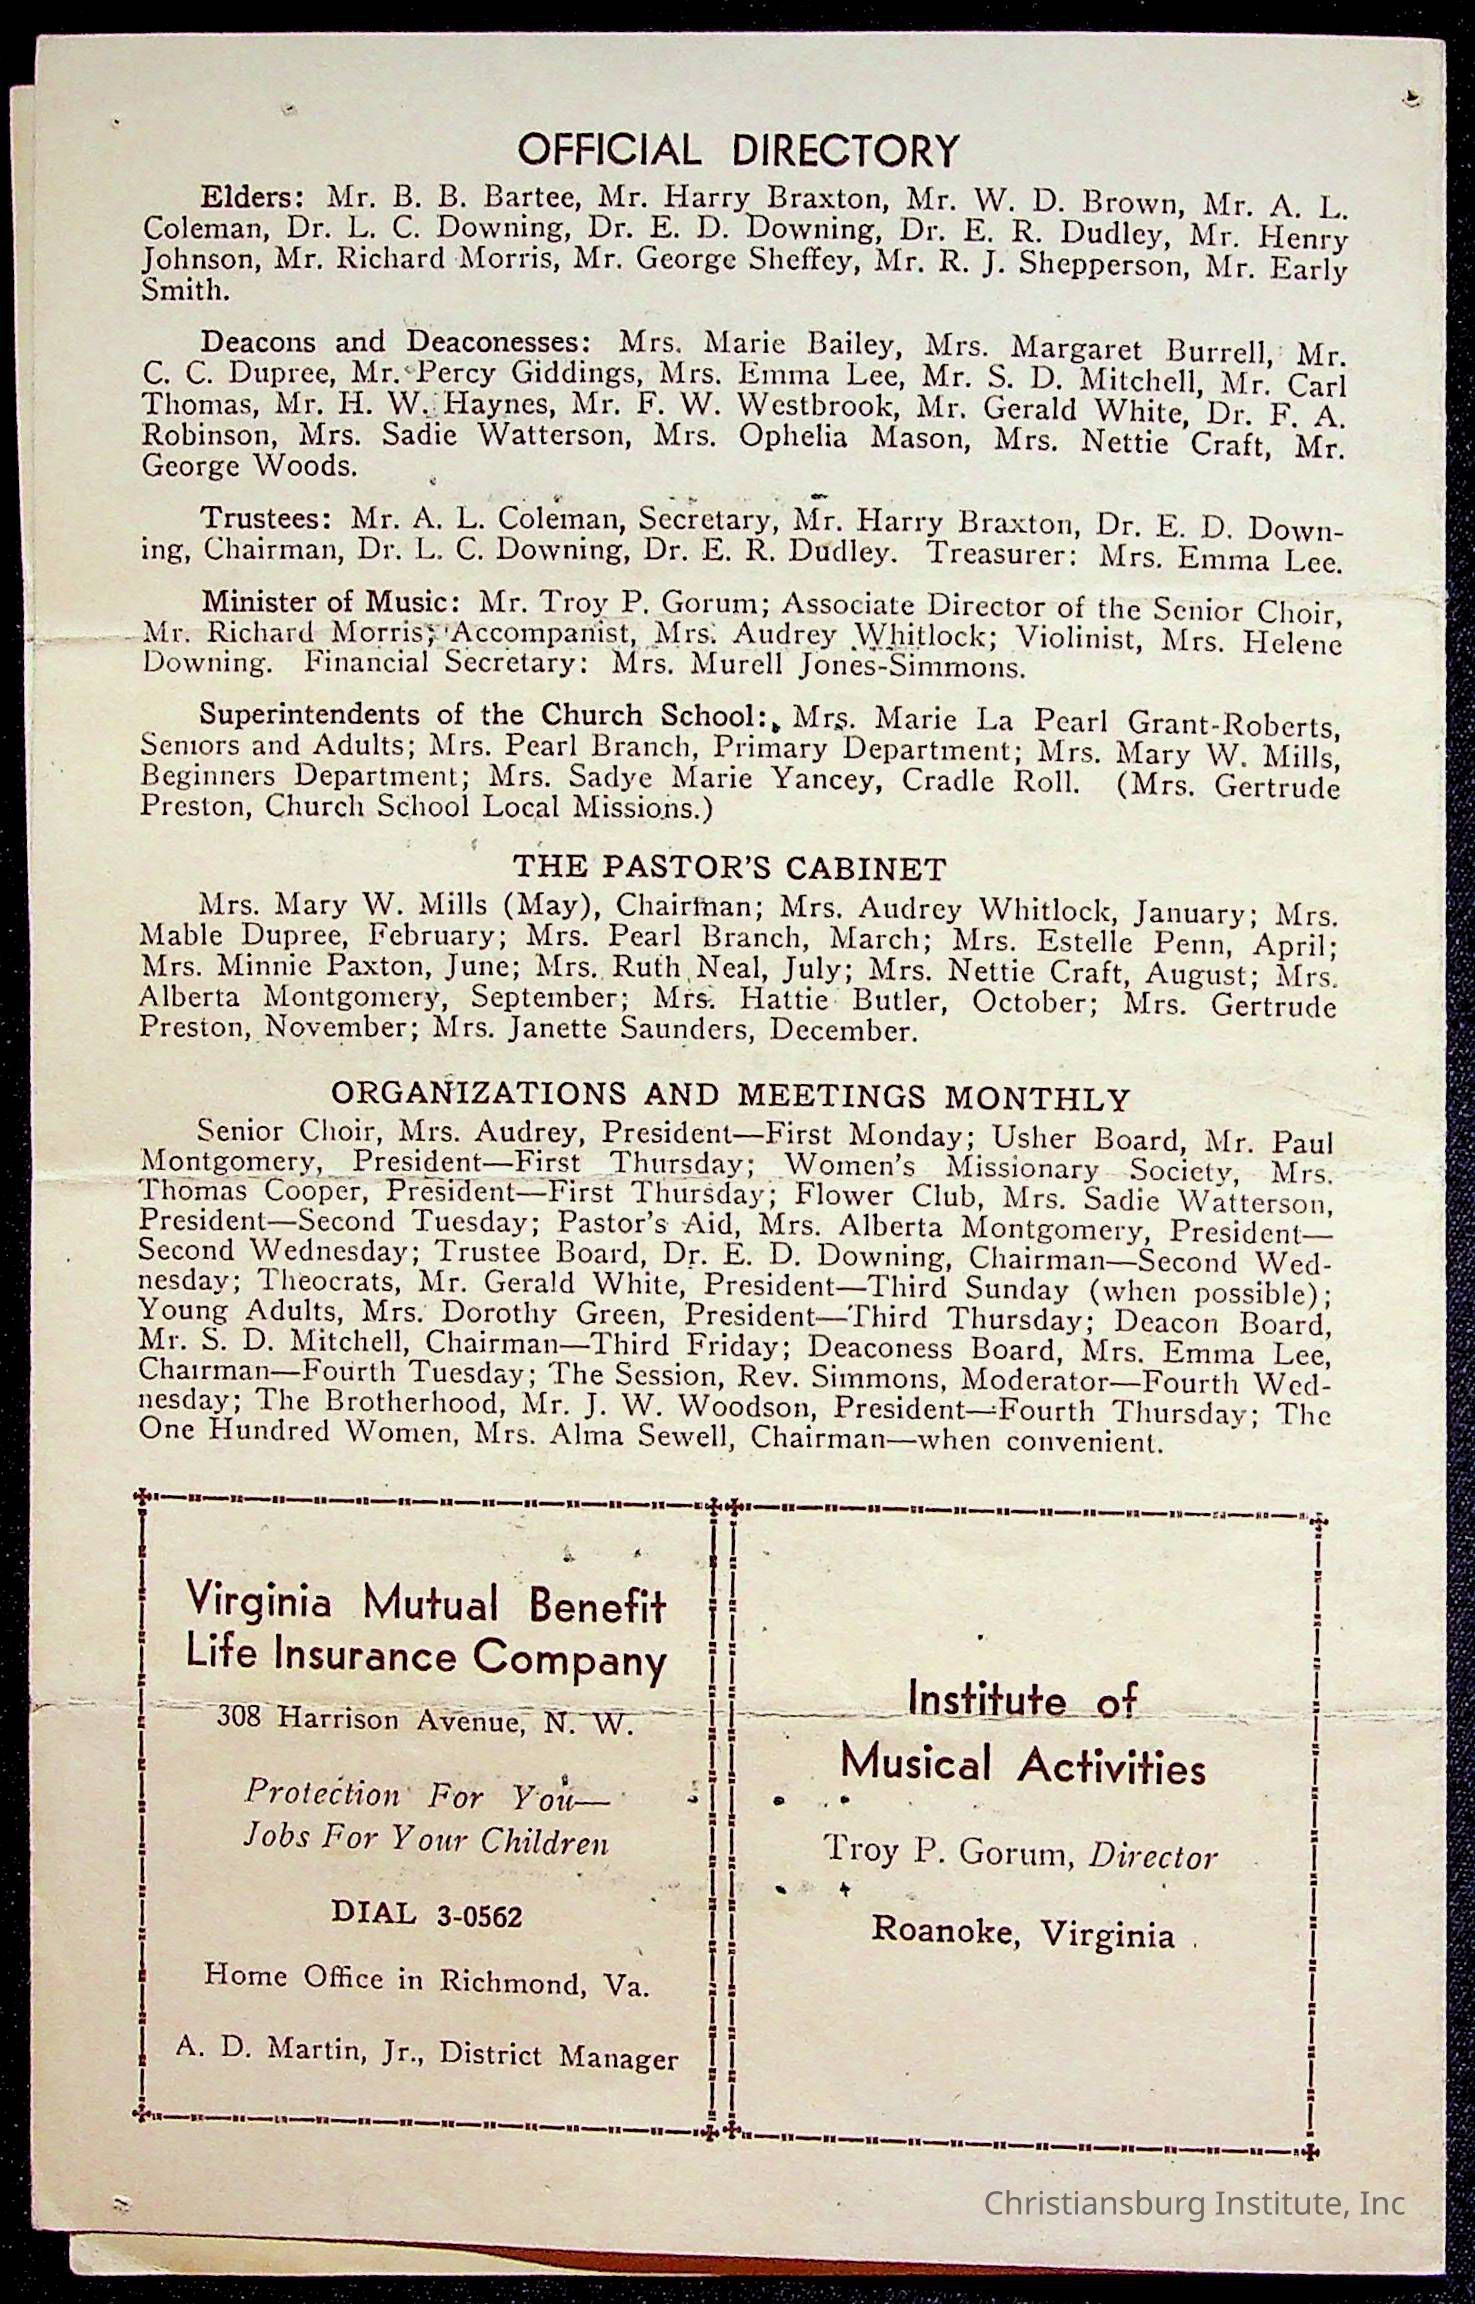 OFFICIAL DIRECTORY
Elders: Mr. B. B. Bartee, Mr. Harry Braxton, Mr. W. D. Brown, Mr. A. L.
Coleman, Dr. L. C. Downing, Dr. E. D. Downing, Dr. E. R. Dudley, Mr. Henry
Johnson, Mr. Richard Morris, Mr. George Sheffey, Mr. R. J. Shepperson, Mr. Early
Smith.
Deacons and Deaconesses: Mrs. Marie Bailey, Mrs. Margaret Burrell, Mr.
C. C. Dupree, Mr. Percy Giddings, Mrs. Emma Lee, Mr. S. D. Mitchell, Mr. Carl
Thomas, Mr. H. W. Haynes, Mr. F. W. Westbrook, Mr. Gerald White, Dr. F. A.
Robinson, Mrs. Sadie Watterson, Mrs. Ophelia Mason, Mrs. Nettie Craft, Mr.
George Woods.
Trustees: Mr. A. L. Coleman, Secretary, Mr. Harry Braxton, Dr. E. D. Down-
ing, Chairman, Dr. L. C. Downing, Dr. E. R. Dudley. Treasurer: Mrs. Emma Lee.
Minister of Music: Mr. Troy P. Gorum; Associate Director of the Senior Choir,
Mr. Richard Morris; Accompanist, Mrs. Audrey Whitlock; Violinist, Mrs. Helene
Downing. Financial Secretary: Mrs. Murell Jones-Simmons.
Superintendents of the Church School: Mrs. Marie La Pearl Grant-Roberts,
Seniors and Adults; Mrs. Pearl Branch, Primary Department; Mrs. Mary W. Mills,
Beginners Department; Mrs. Sadye Marie Yancey, Cradle Roll. (Mrs. Gertrude
Preston, Church School Local Missions.)
THE PASTOR'S CABINET
Mrs. Mary W. Mills (May), Chairman; Mrs. Audrey Whitlock, January; Mrs.
Mable Dupree, February; Mrs. Pearl Branch, March; Mrs. Estelle Penn, April;
Mrs. Minnie Paxton, June; Mrs. Ruth Neal, July; Mrs. Nettie Craft, August; Mrs.
Alberta Montgomery, September; Mrs. Hattie Butler, October; Mrs. Gertrude
Preston, November; Mrs. Janette Saunders, December.
ORGANIZATIONS AND MEETINGS MONTHLY
Senior Choir, Mrs. Audrey, President—First Monday; Usher Board, Mr. Paul
Montgomery, President—First Thursday; Women's Missionary Society, Mrs.
Thomas Cooper, President—First Thursday; Flower Club, Mrs. Sadie Watterson,
President—Second Tuesday; Pastor's Aid, Mrs. Alberta Montgomery, President—
Second Wednesday; Trustee Board, Dr. E. D. Downing, Chairman—Second Wed-
nesday; Theocrats, Mr. Gerald White, President—Third Sunday (when possible);
Young Adults, Mrs. Dorothy Green, President—Third Thursday; Deacon Board,
Mr. S. D. Mitchell, Chairman—Third Friday; Deaconess Board, Mrs. Emma Lee,
Chairman—Fourth Tuesday; The Session, Rev. Simmons, Moderator—Fourth Wed-
nesday; The Brotherhood, Mr. J. W. Woodson, President—Fourth Thursday; The
One Hundred Women, Mrs. Alma Sewell, Chairman—when convenient.
Virginia Mutual Benefit
Life Insurance Company
308 Harrison Avenue, N. W.
Protection For You—
Jobs For Your Children
DIAL 3-0562
Home Office in Richmond, Va.
A. D. Martin, Jr., District Manager
Institute of
Musical Activities
Troy P. Gorum, Director
Roanoke, Virginia
Christiansburg Institute, Inc